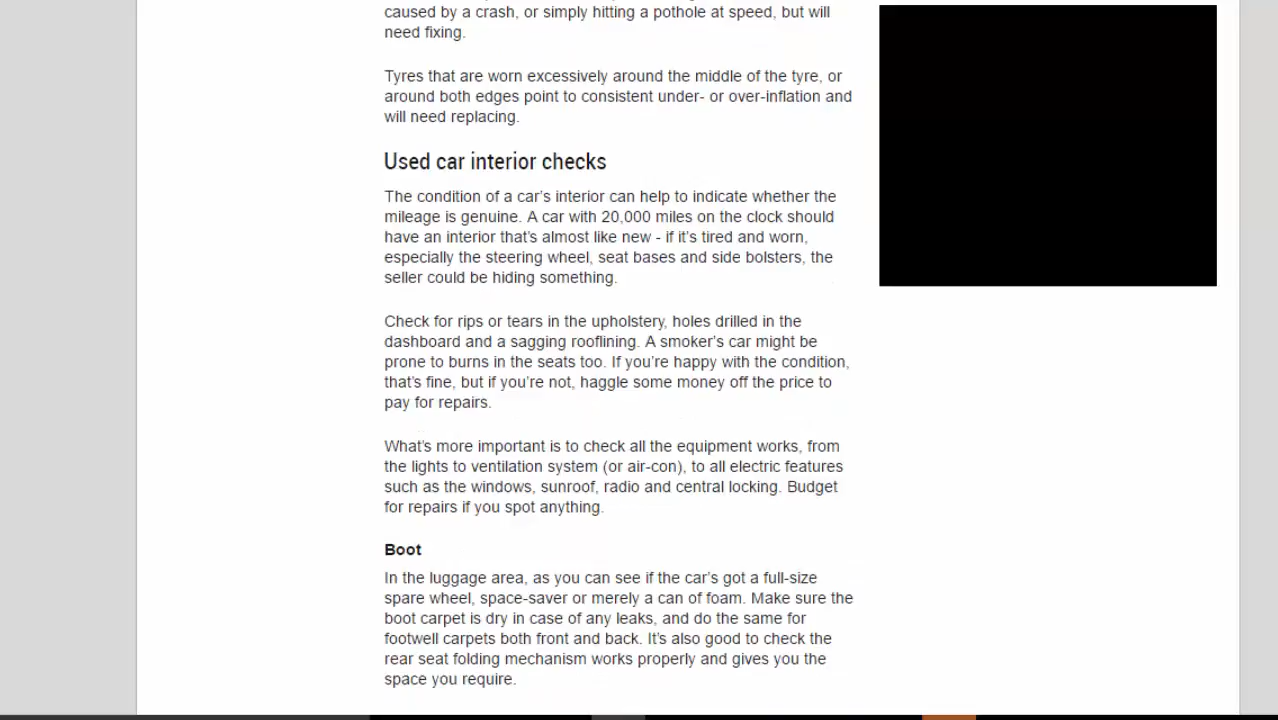 caused by a crash, or simply hitting a pothole at speed, but will
need fixing.
Tyres that are worn excessively around the middle of the tyre, or
around both edges point to consistent under- or over-inflation and
will need replacing.
Used car interior checks
The condition of a car's interior can help to indicate whether the
mileage is genuine. A car with 20,000 miles on the clock should
have an interior that's almost like new - if it's tired and worn,
especially the steering wheel, seat bases and side bolsters, the
seller could be hiding something.
Check for rips or tears in the upholstery, holes drilled in the
dashboard and a sagging rooflining. A smoker's car might be
prone to burns in the seats too. If you're happy with the condition,
that's fine, but if you're not, haggle some money off the price to
pay for repairs.
What's more important is to check all the equipment works, from
the lights to ventilation system (or air-con), to all electric features
such as the windows, sunroof, radio and central locking. Budget
for repairs if you spot anything.
Boot
In the luggage area, as you can see if the car's got a full-size
spare wheel, space-saver or merely a can of foam. Make sure the
boot carpet is dry in case of any leaks, and do the same for
footwell carpets both front and back. It's also good to check the
rear seat folding mechanism works properly and gives you the
space you require.